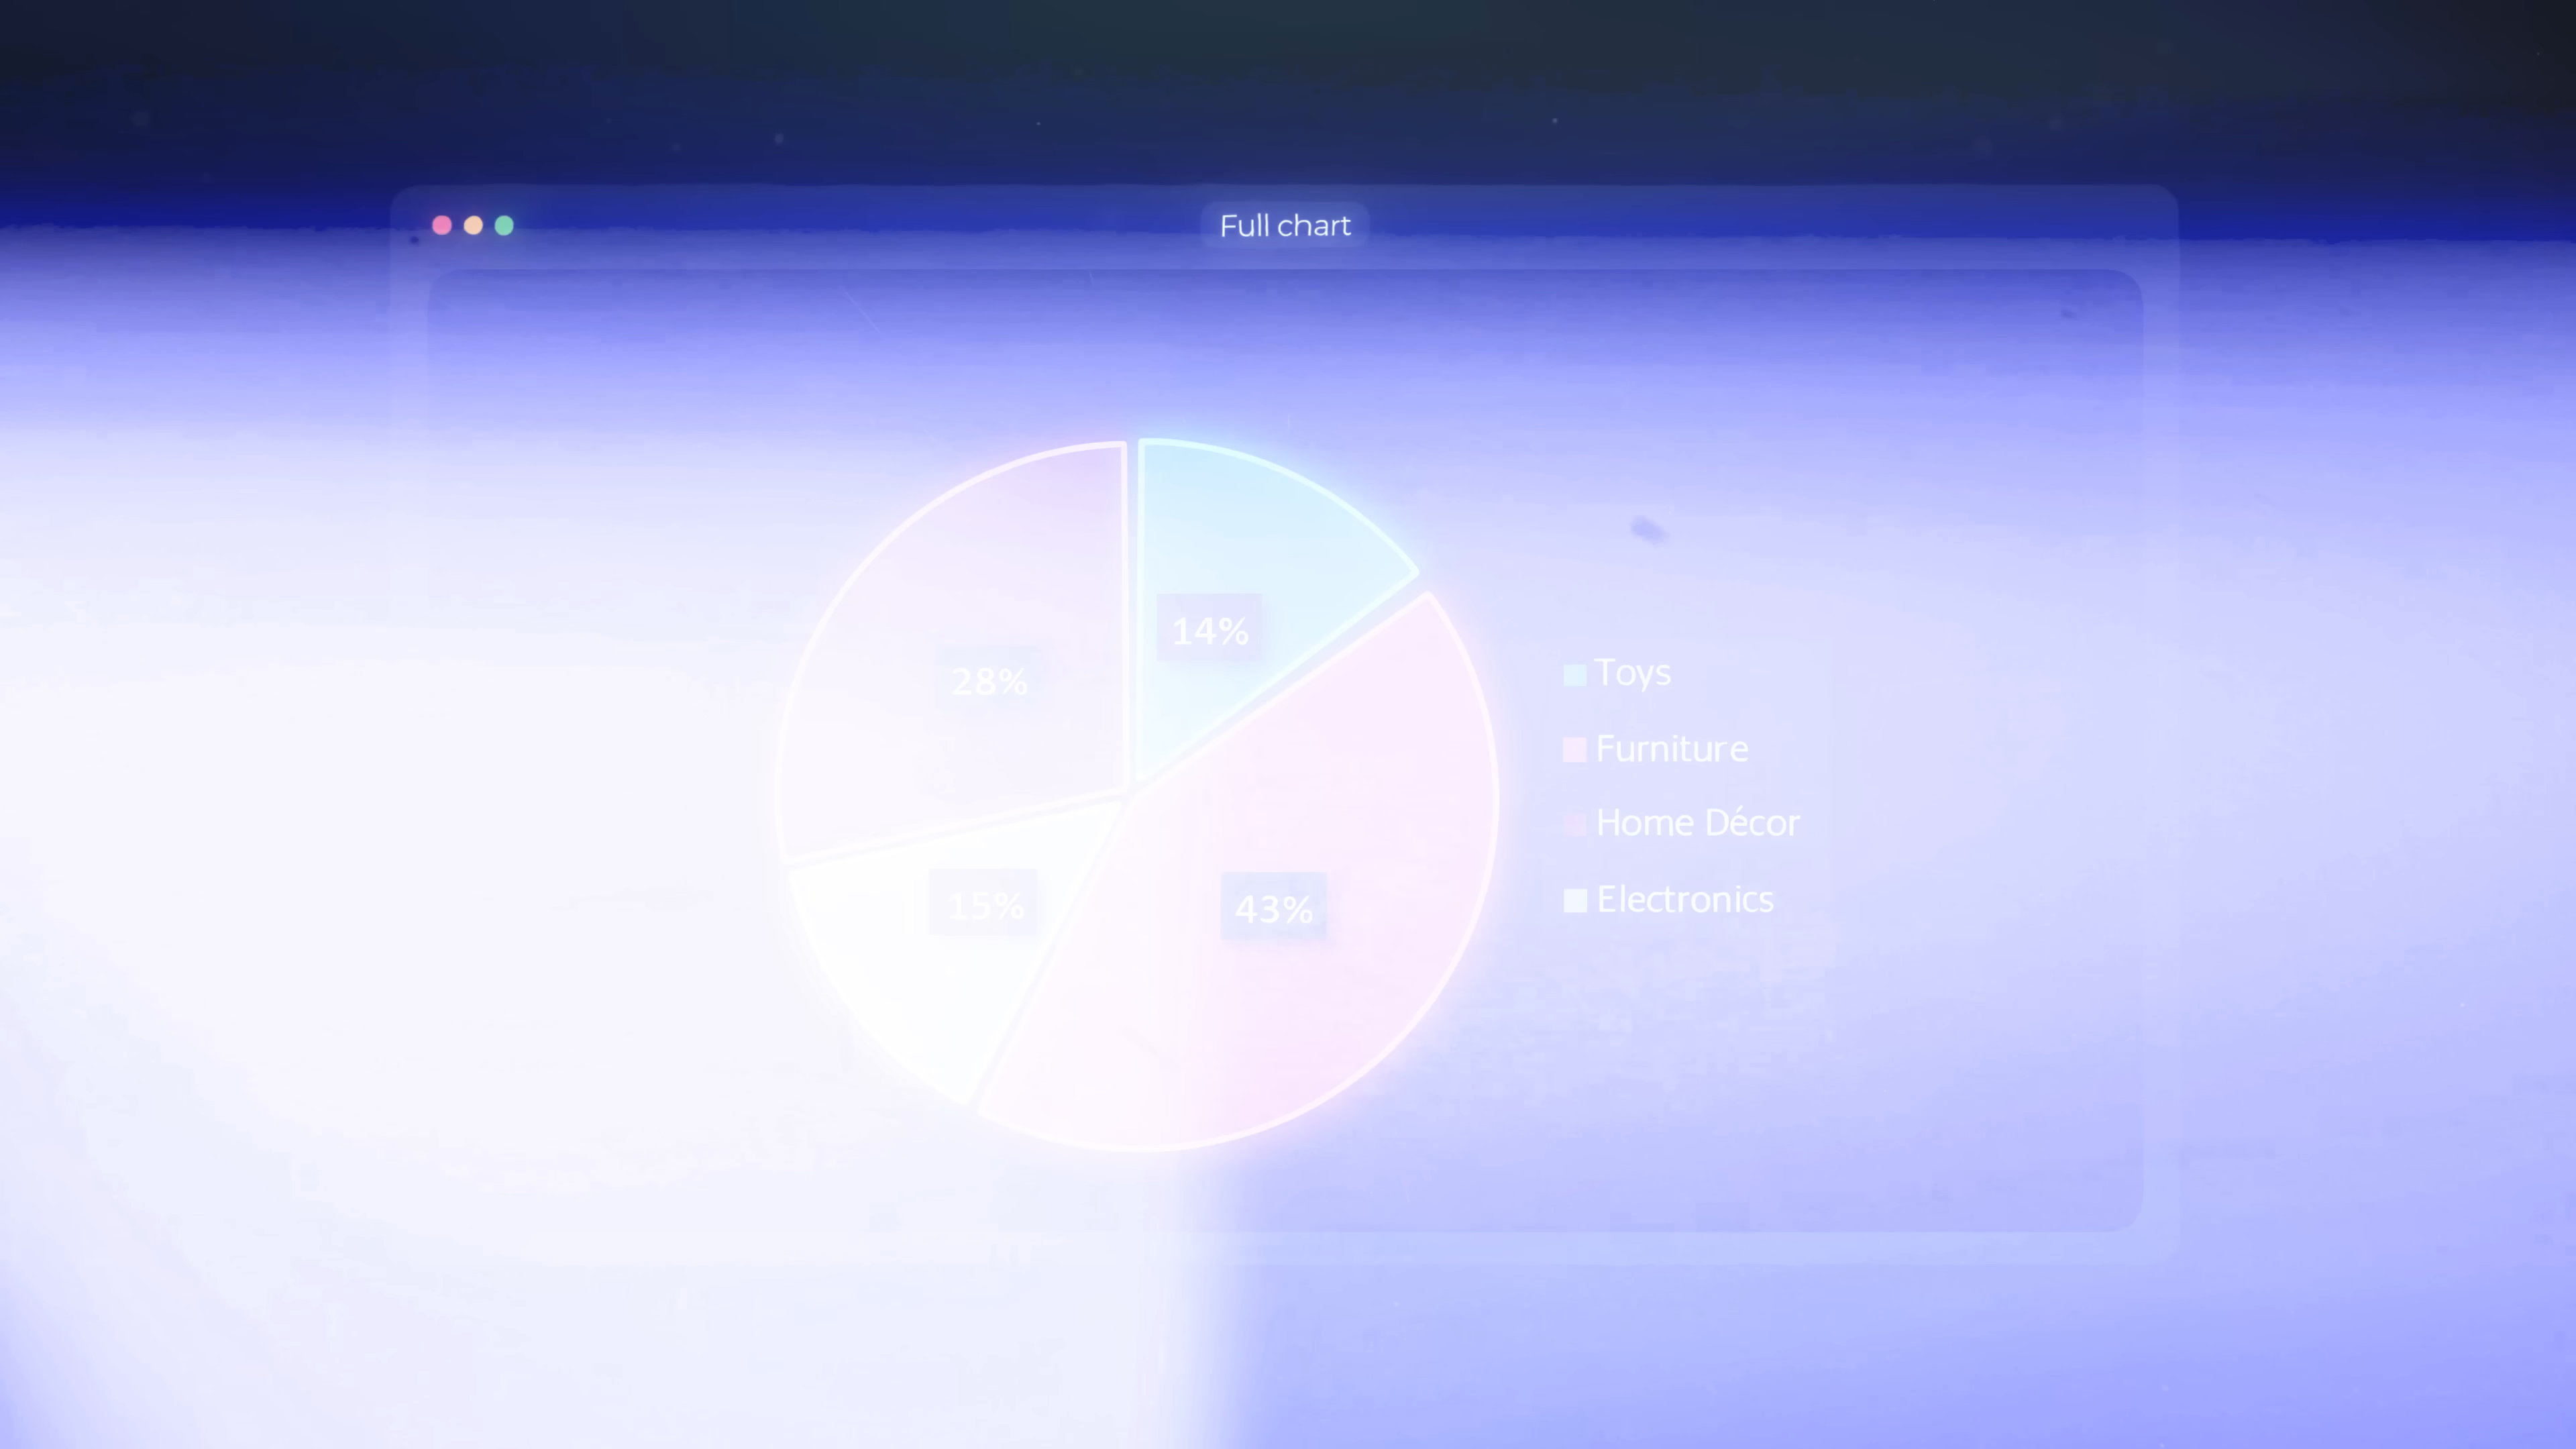 Full chart
14%
28%
15%
43%
Toys
Furniture
Home Décor
Electronics